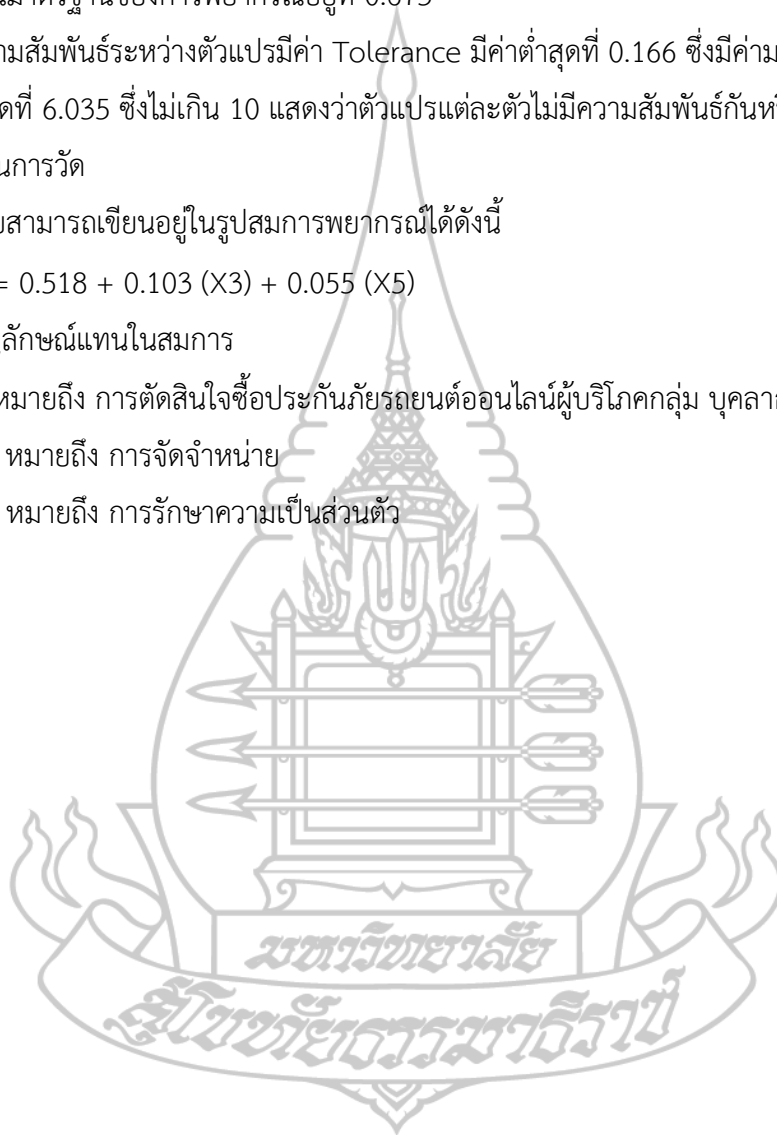 นมาตรฐานของการพยากรณ์อยู่ที่ 0.075
ามสัมพันธ์ระหว่างตัวแปรมีค่า Tolerance มีค่าต่ำสุดที่ 0.166 ซึ่งมีค่าม
ดที่ 6.035 ซึ่งไม่เกิน 10 แสดงว่าตัวแปรแต่ละตัวไม่มีความสัมพันธ์กันห
นการวัด
ยสามารถเขียนอยู่ในรูปสมการพยากรณ์ได้ดังนี้
= 0.518 + 0.103 (X3) + 0.055 (X5)
ลักษณ์แทนในสมการ
หมายถึง การตัดสินใจซื้อประกันภัยรถยนต์ออนไลน์ผู้บริโภคกลุ่ม บุคลา
หมายถึง การจัดจำหน่าย
หมายถึง การรักษาความเป็นส่วนตัว
มหาวิทยาลัย
สุโขทัยธรรมาธิราช